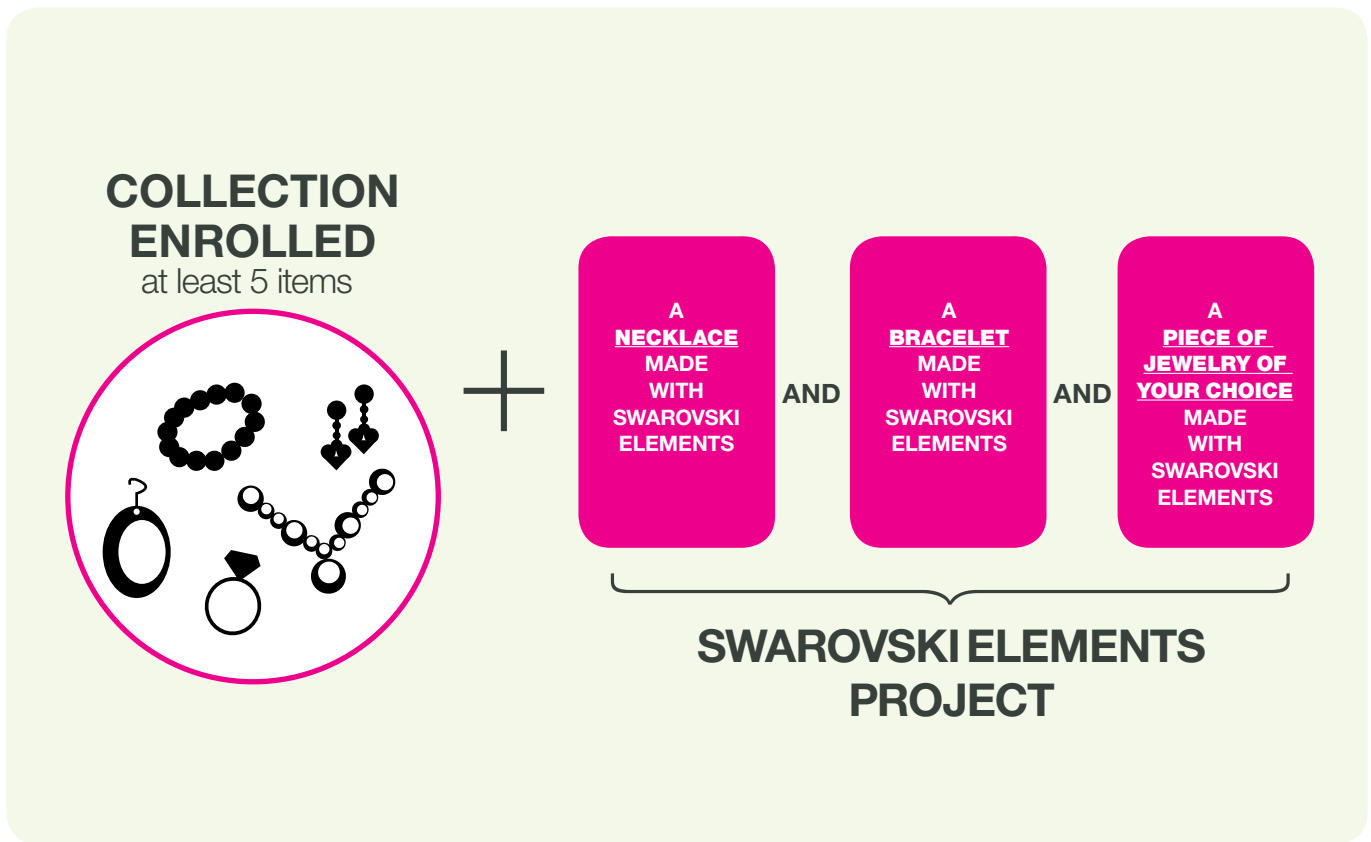 COLLECTION
ENROLLED
at least 5 items
A
NECKLACE
MADE
WITH
SWAROVSKI
ELEMENTS
AND
A
BRACELET
MADE
WITH
SWAROVSKI
ELEMENTS
AND
A
PIECE OF
JEWELRY OF
YOUR CHOICE
MADE
WITH
SWAROVSKI
ELEMENTS
SWAROVSKI ELEMENTS
PROJECT